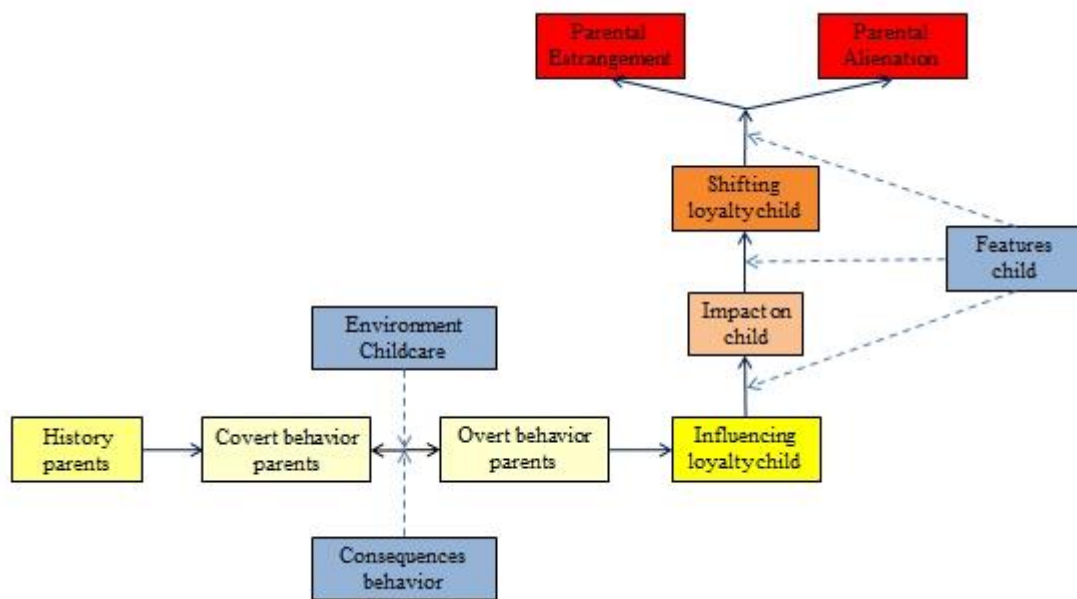 Parental
Estrangement
Parental
Alienation
Shifting
loyalty child
Features
child
Impact on
child
Environment
Childcare
History
parents
Covert behavior
parents
Overt behavior
parents
Influencing
loyalty child
Consequences
behavior